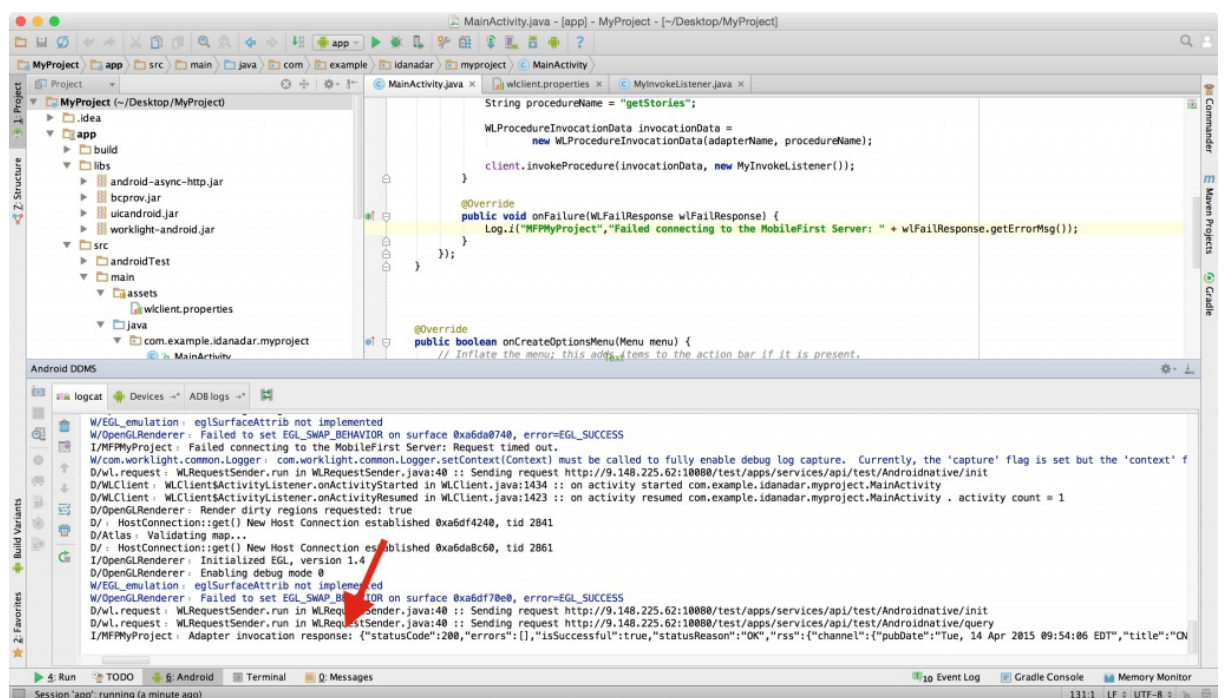 MainActivity.java - [app] - MyProject - [~/Desktop/MyProject]
app
MyProject app src main java com example idanadar myproject MainActivity
Project
MainActivity.java wlclient.properties MyInvokeListener.java
1: Project
Z: Structure
Build Variants
2: Favorites
MyProject (~/Desktop/MyProject)
.idea
app
build
libs
android-async-http.jar
bcprov.jar
uicandroid.jar
worklight-android.jar
src
androidTest
main
assets
wlclient.properties
java
com.example.idanadar.myproject
MainActivity
String procedureName = "getStories";
WLProcedureInvocationData invocationData =
new WLProcedureInvocationData(adapterName, procedureName);
client.invokeProcedure(invocationData, new MyInvokeListener());
}
@Override
public void onFailure(WLFailResponse wlFailResponse) {
Log.i("MFPMyProject","Failed connecting to the MobileFirst Server: " + wlFailResponse.getErrorMsg());
}
});
}
@Override
public boolean onCreateOptionsMenu(Menu menu) {
// Inflate the menu; this adds items to the action bar if it is present.
Text
Commander
Maven Projects
Gradle
Android DDMS
logcat Devices ADB logs
W/EGL_emulation﹕ eglSurfaceAttrib not implemented
W/OpenGLRenderer﹕ Failed to set EGL_SWAP_BEHAVIOR on surface 0xa6da0740, error=EGL_SUCCESS
I/MFPMyProject﹕ Failed connecting to the MobileFirst Server: Request timed out.
W/com.worklight.common.Logger﹕ com.worklight.common.Logger.setContext(Context) must be called to fully enable debug log capture.  Currently, the 'capture' flag is set but the 'context' f
D/wl.request﹕ WLRequestSender.run in WLRequestSender.java:40 :: Sending request http://9.148.225.62:10080/test/apps/services/api/test/Androidnative/init
D/WLClient﹕ WLClient$ActivityListener.onActivityStarted in WLClient.java:1434 :: on activity started com.example.idanadar.myproject.MainActivity
D/WLClient﹕ WLClient$ActivityListener.onActivityResumed in WLClient.java:1423 :: on activity resumed com.example.idanadar.myproject.MainActivity . activity count = 1
D/OpenGLRenderer﹕ Render dirty regions requested: true
D/﹕ HostConnection::get() New Host Connection established 0xa6df4240, tid 2841
D/Atlas﹕ Validating map...
D/﹕ HostConnection::get() New Host Connection established 0xa6da8c60, tid 2861
I/OpenGLRenderer﹕ Initialized EGL, version 1.4
D/OpenGLRenderer﹕ Enabling debug mode 0
W/EGL_emulation﹕ eglSurfaceAttrib not implemented
W/OpenGLRenderer﹕ Failed to set EGL_SWAP_BEHAVIOR on surface 0xa6df70e0, error=EGL_SUCCESS
D/wl.request﹕ WLRequestSender.run in WLRequestSender.java:40 :: Sending request http://9.148.225.62:10080/test/apps/services/api/test/Androidnative/init
D/wl.request﹕ WLRequestSender.run in WLRequestSender.java:40 :: Sending request http://9.148.225.62:10080/test/apps/services/api/test/Androidnative/query
I/MFPMyProject﹕ Adapter invocation response: {"statusCode":200,"errors":[],"isSuccessful":true,"statusReason":"OK","rss":{"channel":{"pubDate":"Tue, 14 Apr 2015 09:54:06 EDT","title":"CN
4: Run TODO 6: Android Terminal 0: Messages 10 Event Log Gradle Console Memory Monitor
Session 'app': running (a minute ago) 131:1 LF UTF-8